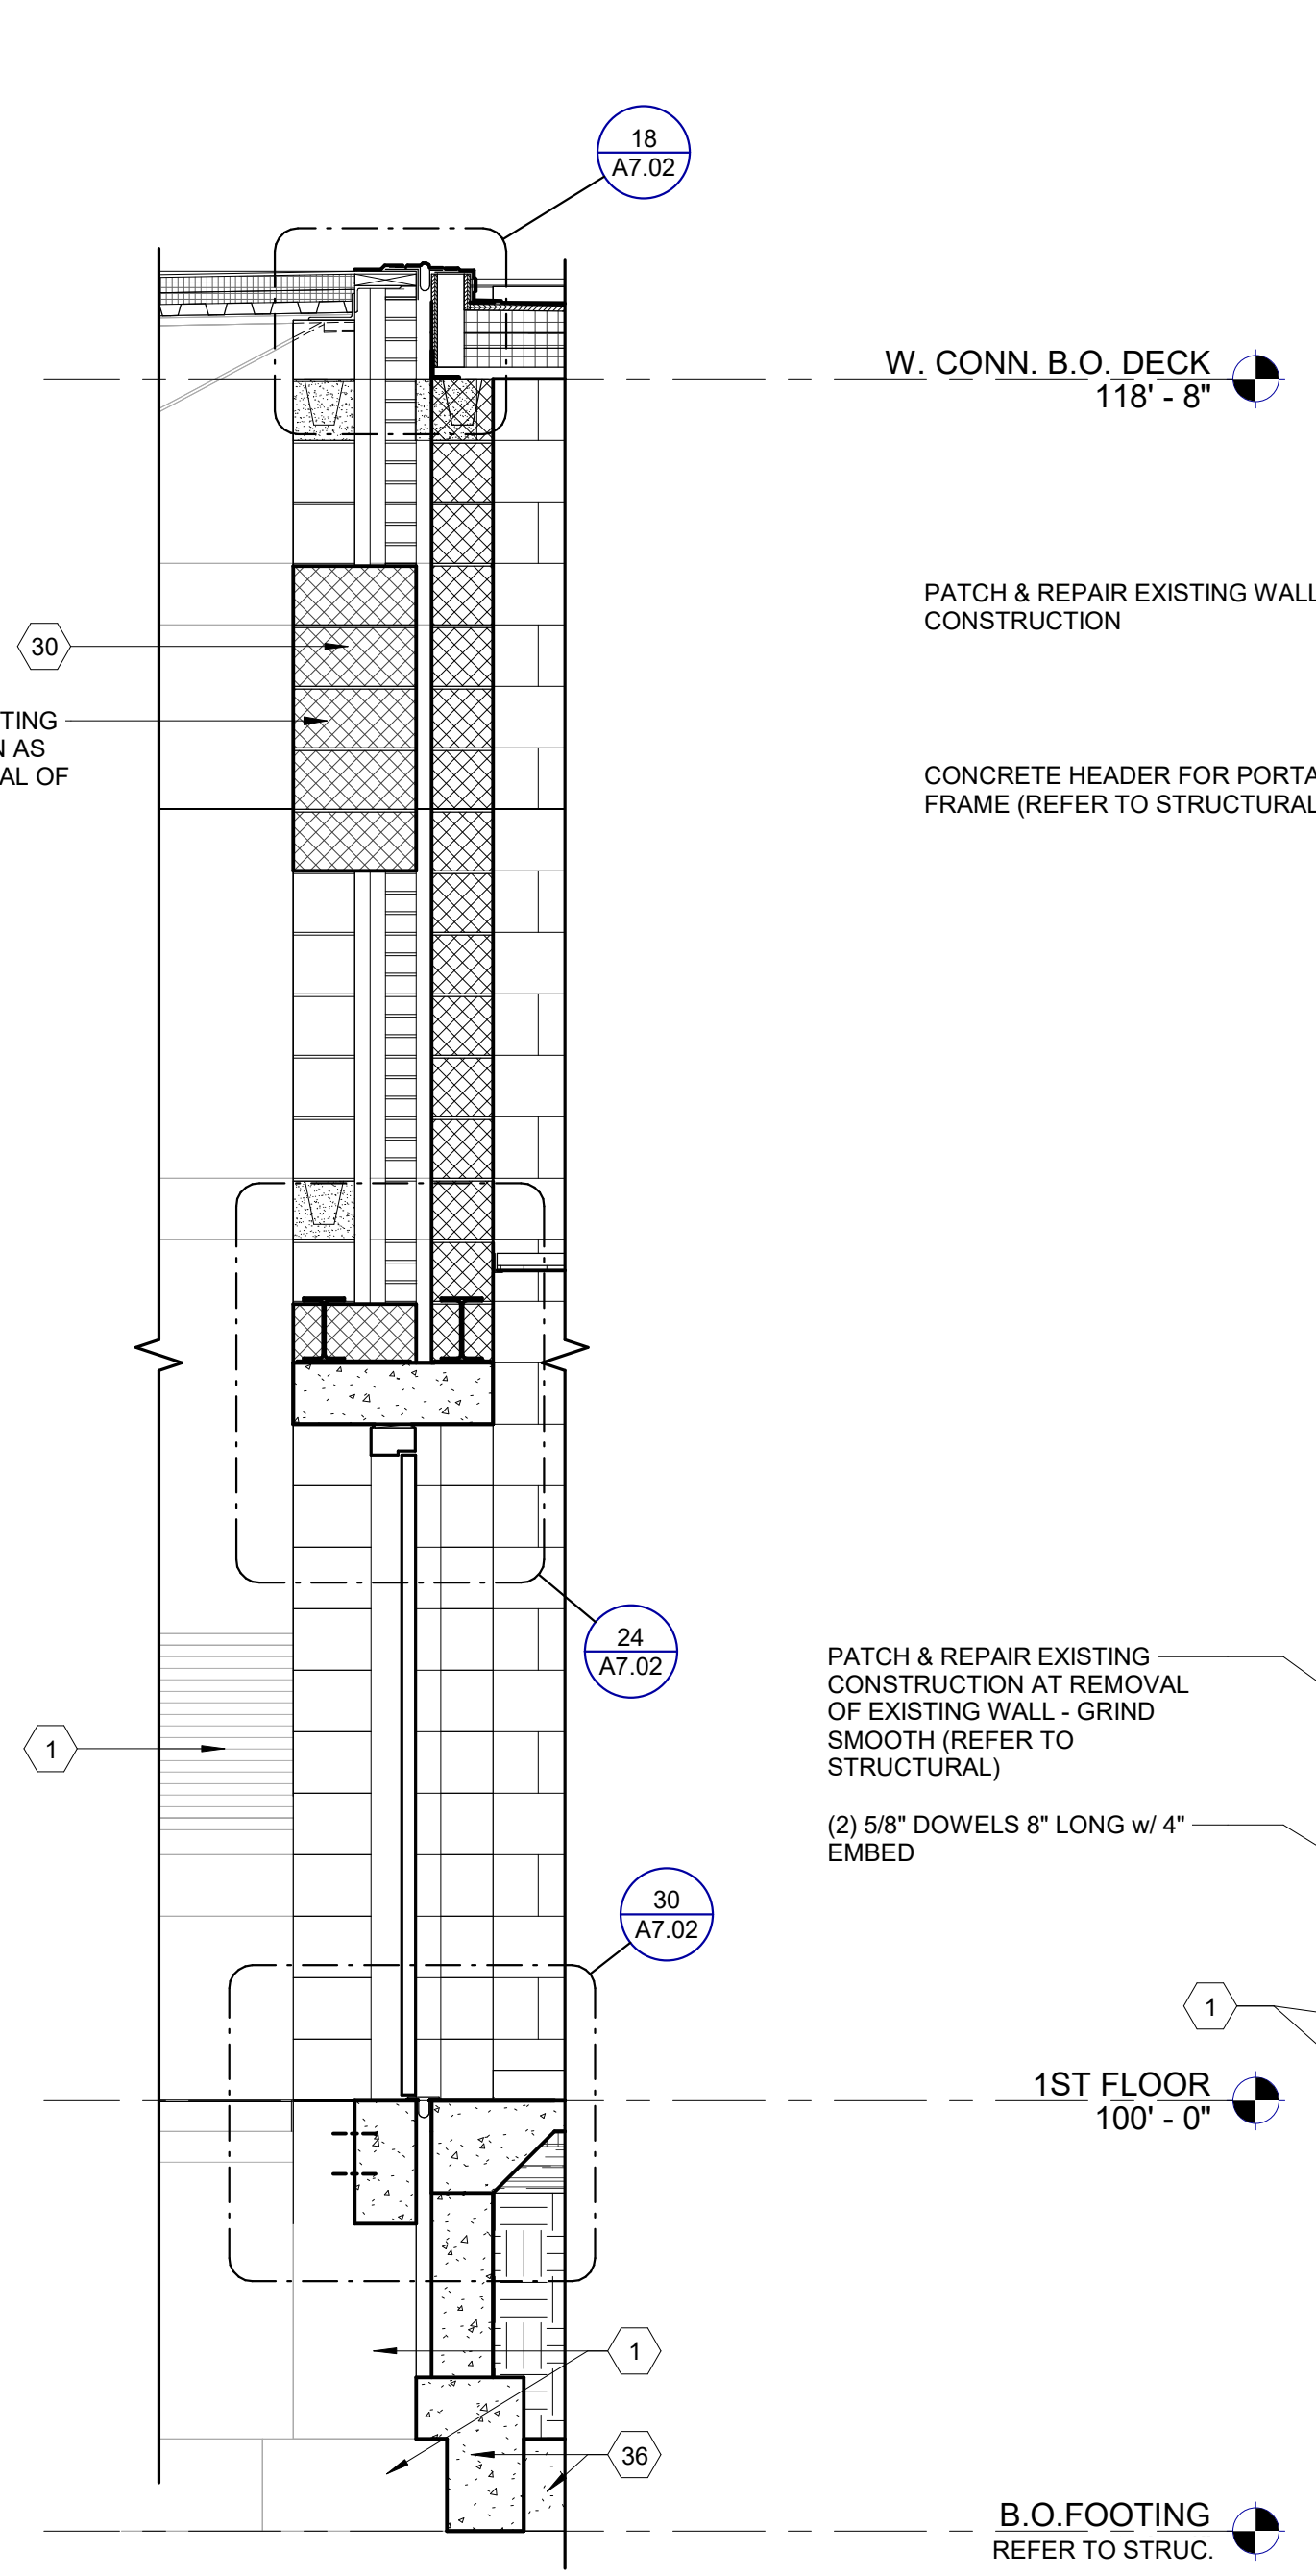 18
A7.02
W. CONN. B.O. DECK
118' - 8"
PATCH & REPAIR EXISTING WALL
CONSTRUCTION
30
TING
N AS
AL OF
CONCRETE HEADER FOR PORTA
FRAME (REFER TO STRUCTURAL
24
A7.02
PATCH & REPAIR EXISTING
CONSTRUCTION AT REMOVAL
OF EXISTING WALL - GRIND
SMOOTH (REFER TO
STRUCTURAL)
1
(2) 5/8" DOWELS 8" LONG w/ 4"
EMBED
30
A7.02
1
1ST FLOOR
100' - 0"
1
36
B.O.FOOTING
REFER TO STRUC.